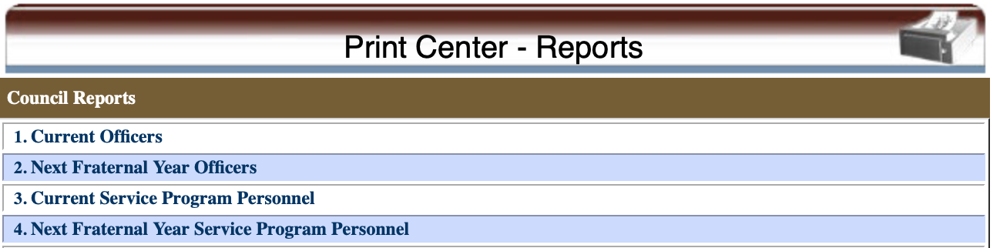 Print Center - Reports
Council Reports
1. Current Officers
2. Next Fraternal Year Officers
3. Current Service Program Personnel
4. Next Fraternal Year Service Program Personnel